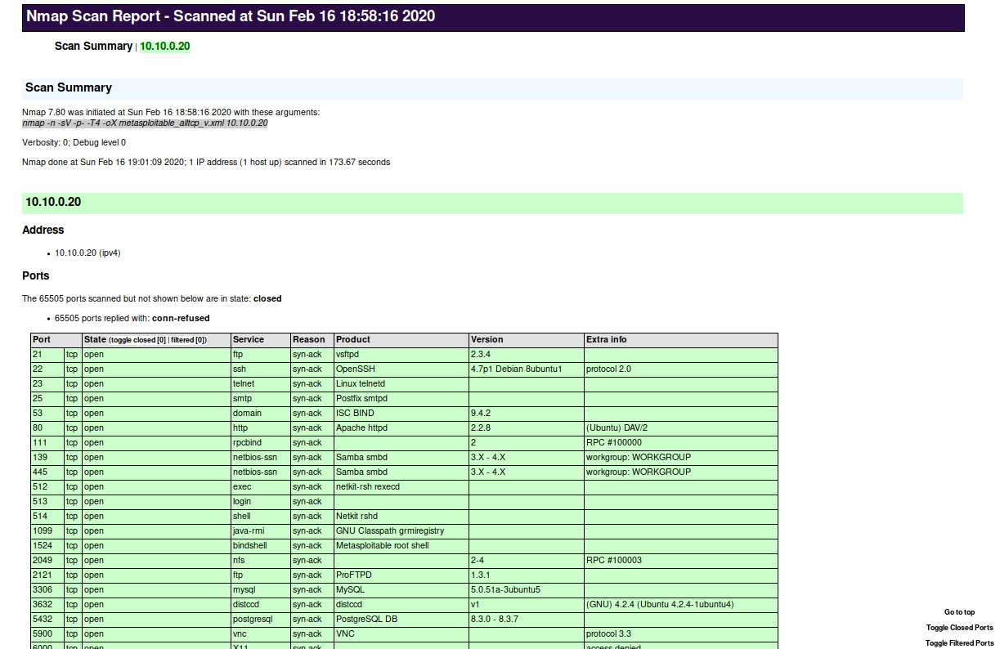 Nmap Scan Report - Scanned at Sun Feb 16 18:58:16 2020
Scan Summary | 10.10.0.20
Scan Summary
Nmap 7.80 was initiated at Sun Feb 16 18:58:16 2020 with these arguments:
nmap -n -sV -p- -T4 -oX metasploitable_alltcp_v.xml 10.10.0.20
Verbosity: 0; Debug level 0
Nmap done at Sun Feb 16 19:01:09 2020; 1 IP address (1 host up) scanned in 173.67 seconds
10.10.0.20
Address
• 10.10.0.20 (ipv4)
Ports
The 65505 ports scanned but not shown below are in state: closed
• 65505 ports replied with: conn-refused
Port State (toggle closed [0] | filtered [0]) Service Reason Product Version Extra info
21 tcp open ftp syn-ack vsftpd 2.3.4
22 tcp open ssh syn-ack OpenSSH 4.7p1 Debian 8ubuntu1 protocol 2.0
23 tcp open telnet syn-ack Linux telnetd
25 tcp open smtp syn-ack Postfix smtpd
53 tcp open domain syn-ack ISC BIND 9.4.2
80 tcp open http syn-ack Apache httpd 2.2.8 (Ubuntu) DAV/2
111 tcp open rpcbind syn-ack 2 RPC #100000
139 tcp open netbios-ssn syn-ack Samba smbd 3.X - 4.X workgroup: WORKGROUP
445 tcp open netbios-ssn syn-ack Samba smbd 3.X - 4.X workgroup: WORKGROUP
512 tcp open exec syn-ack netkit-rsh rexecd
513 tcp open login syn-ack
514 tcp open shell syn-ack Netkit rshd
1099 tcp open java-rmi syn-ack GNU Classpath grmiregistry
1524 tcp open bindshell syn-ack Metasploitable root shell
2049 tcp open nfs syn-ack 2-4 RPC #100003
2121 tcp open ftp syn-ack ProFTPD 1.3.1
3306 tcp open mysql syn-ack MySQL 5.0.51a-3ubuntu5
3632 tcp open distccd syn-ack distccd v1 (GNU) 4.2.4 (Ubuntu 4.2.4-1ubuntu4)
5432 tcp open postgresql syn-ack PostgreSQL DB 8.3.0 - 8.3.7
5900 tcp open vnc syn-ack VNC protocol 3.3
6000 tcp open X11 syn-ack access denied
Go to top
Toggle Closed Ports
Toggle Filtered Ports